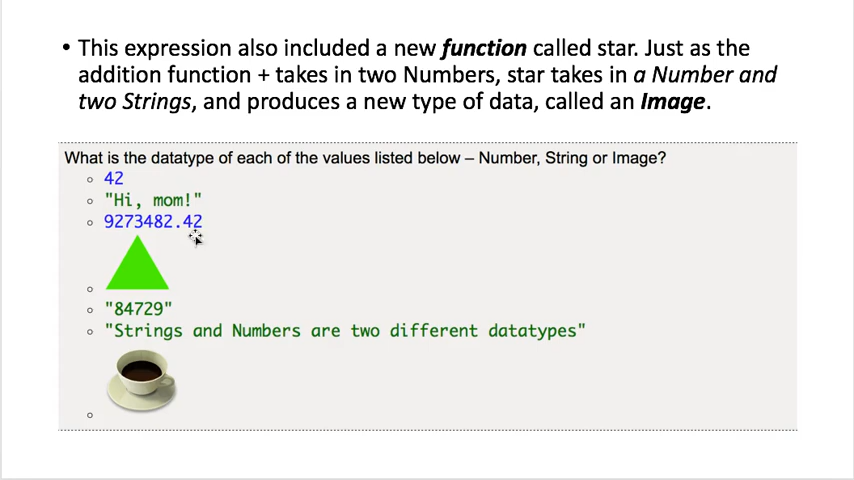 • This expression also included a new function called star. Just as the
addition function + takes in two Numbers, star takes in a Number and
two Strings, and produces a new type of data, called an Image.
What is the datatype of each of the values listed below – Number, String or Image?
42
"Hi, mom!"
9273482.42
"84729"
"Strings and Numbers are two different datatypes"